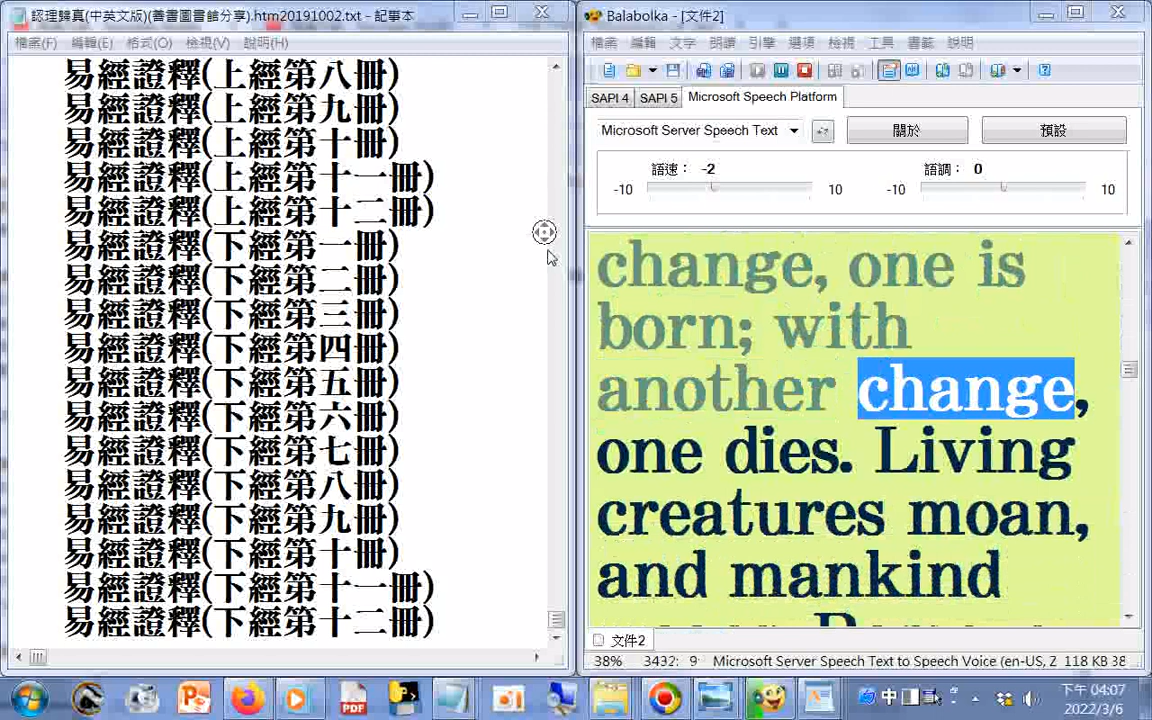 認理歸真(中英文版)(善書圖書館分享).htm20191002.txt - 記事本
檔案(F) 編輯(E) 格式(O) 檢視(V) 說明(H)
易經證釋(上經第八冊)
易經證釋(上經第九冊)
易經證釋(上經第十冊)
易經證釋(上經第十一冊)
易經證釋(上經第十二冊)
易經證釋(下經第一冊)
易經證釋(下經第二冊)
易經證釋(下經第三冊)
易經證釋(下經第四冊)
易經證釋(下經第五冊)
易經證釋(下經第六冊)
易經證釋(下經第七冊)
易經證釋(下經第八冊)
易經證釋(下經第九冊)
易經證釋(下經第十冊)
易經證釋(下經第十一冊)
易經證釋(下經第十二冊)
Balabolka - [文件2]
檔案 編輯 文字 朗讀 引擎 選項 檢視 工具 書籤 說明
SAPI 4 SAPI 5 Microsoft Speech Platform
Microsoft Server Speech Text 關於 預設
語速： -2 語調： 0
-10 10 -10 10
change, one is
born; with
another change,
one dies. Living
creatures moan,
and mankind
文件2
38% 3432: 9 Microsoft Server Speech Text to Speech Voice (en-US, Z 118 KB 38
PDF 中 下午 04:07
2022/3/6